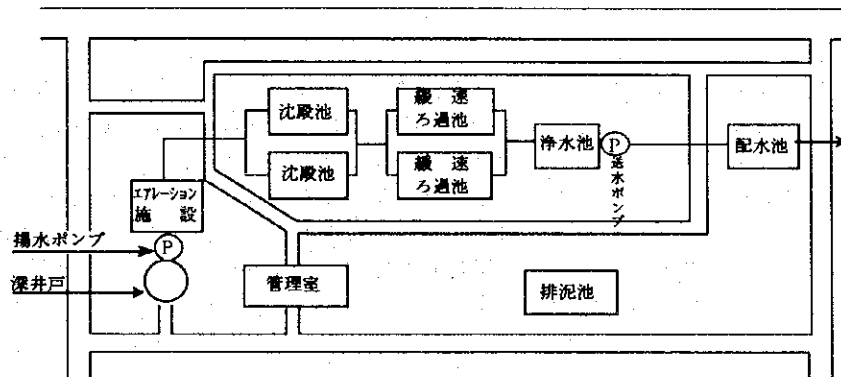 沈殿池
緩速
ろ過池
沈殿池
緩速
ろ過池
浄水池
P
送水ポンプ
配水池
エアレーション
施設
揚水ポンプ
P
深井戸
管理室
排泥池